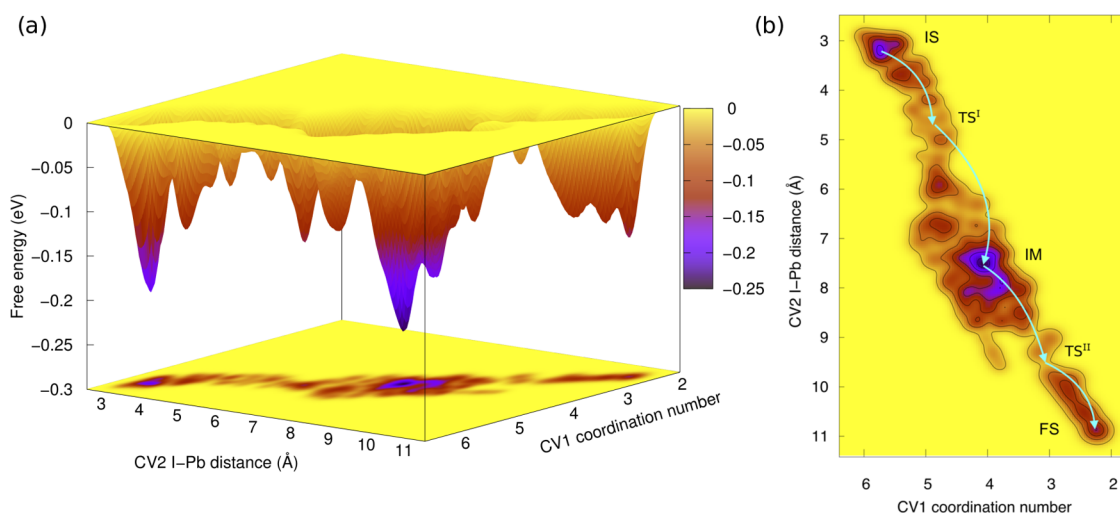 (a)
0
−0.05
−0.1
−0.15
−0.2
−0.25
−0.3
Free energy (eV)
3
4
5
6
7
8
9
10
11
CV2 I−Pb distance (Å)
6
5
4
3
2
CV1 coordination number
0
−0.05
−0.1
−0.15
−0.2
−0.25
(b)
3
4
5
6
7
8
9
10
11
CV2 I−Pb distance (Å)
IS
TSᴵ
IM
TSᴵᴵ
FS
6 5 4 3 2
CV1 coordination number